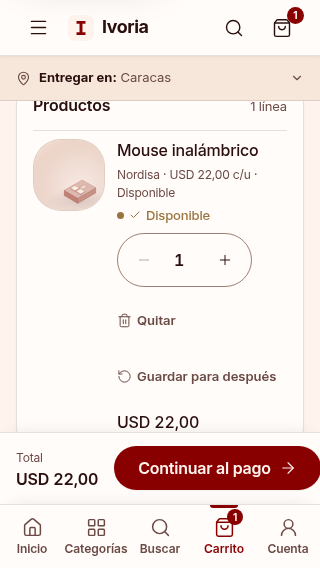 I Ivoria
1
Entregar en: Caracas
Productos 1 línea
Mouse inalámbrico
Nordisa · USD 22,00 c/u ·
Disponible
Disponible
1
Quitar
Guardar para después
USD 22,00
Total
USD 22,00
Continuar al pago
1
Inicio Categorías Buscar Carrito Cuenta